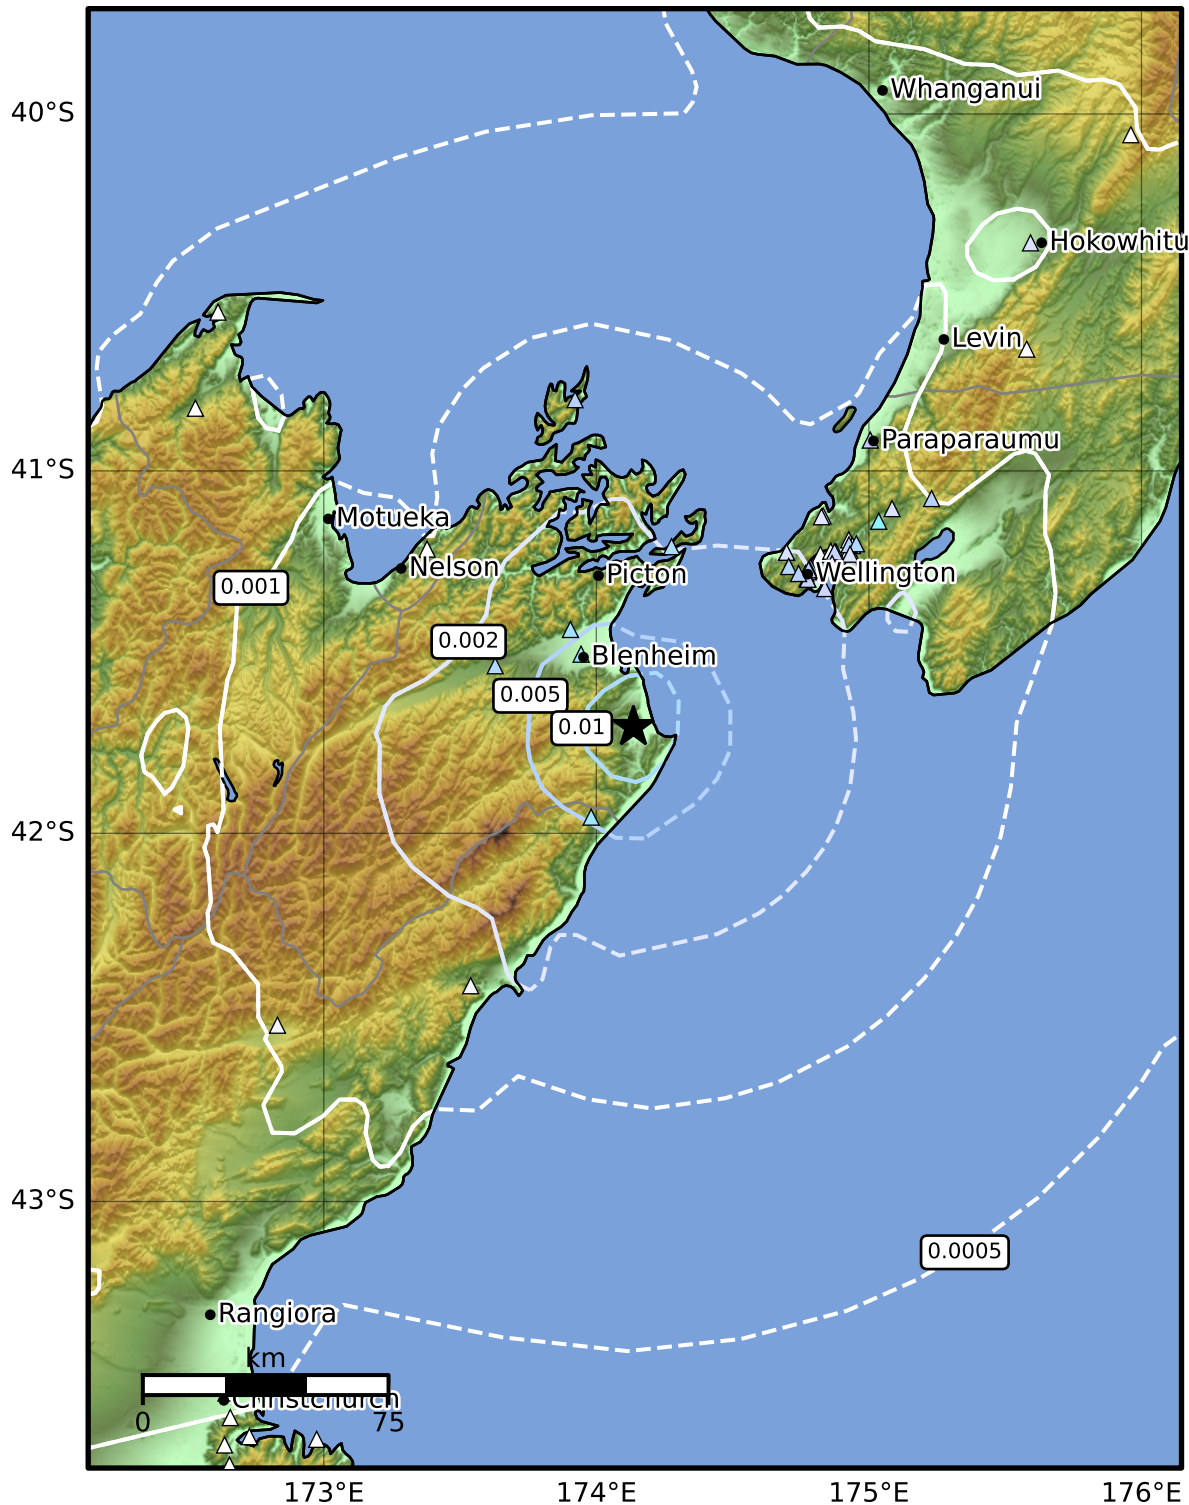 40°S
Whanganui
Hokowhitu
Levin
Paraparaumu
41°S
Motueka
Nelson
Picton
Wellington
0.001
0.002
Blenheim
0.005
0.01
42°S
43°S
0.0005
Rangiora
km
Christchurch
0
75
173°E
174°E
175°E
176°E